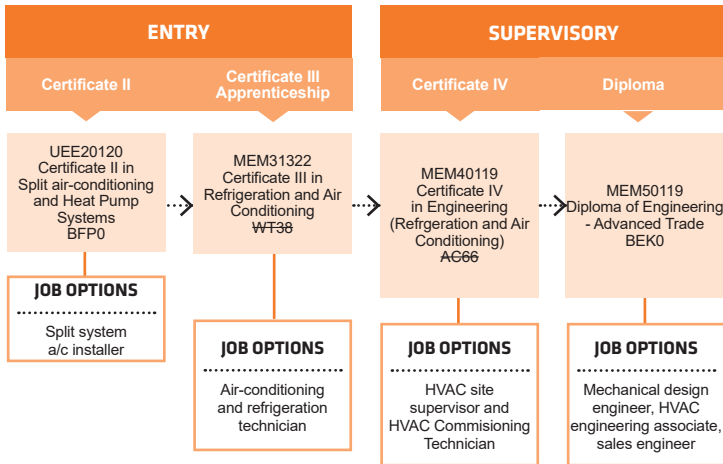 ENTRY
SUPERVISORY
Certificate II
Certificate III
Apprenticeship
Certificate IV
Diploma
UEE20120
Certificate II in
Split air-conditioning
and Heat Pump
Systems
BFP0
MEM31322
Certificate III in
Refrigeration and Air
Conditioning
WT38
MEM40119
Certificate IV
in Engineering
(Refrgeration and Air
Conditioning)
AC66
MEM50119
Diploma of Engineering
- Advanced Trade
BEK0
JOB OPTIONS
Split system
a/c installer
JOB OPTIONS
Air-conditioning
and refrigeration
technician
JOB OPTIONS
HVAC site
supervisor and
HVAC Commisioning
Technician
JOB OPTIONS
Mechanical design
engineer, HVAC
engineering associate,
sales engineer